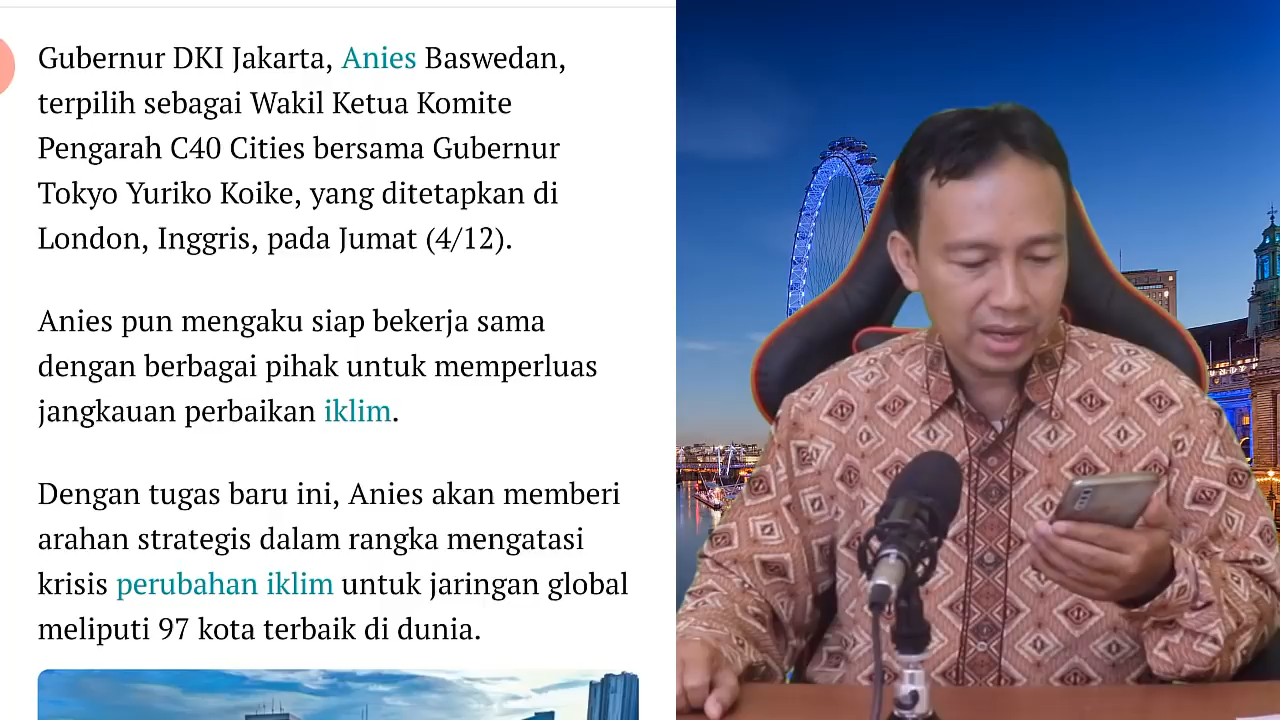 Gubernur DKI Jakarta, Anies Baswedan,
terpilih sebagai Wakil Ketua Komite
Pengarah C40 Cities bersama Gubernur
Tokyo Yuriko Koike, yang ditetapkan di
London, Inggris, pada Jumat (4/12).
Anies pun mengaku siap bekerja sama
dengan berbagai pihak untuk memperluas
jangkauan perbaikan iklim.
Dengan tugas baru ini, Anies akan memberi
arahan strategis dalam rangka mengatasi
krisis perubahan iklim untuk jaringan global
meliputi 97 kota terbaik di dunia.